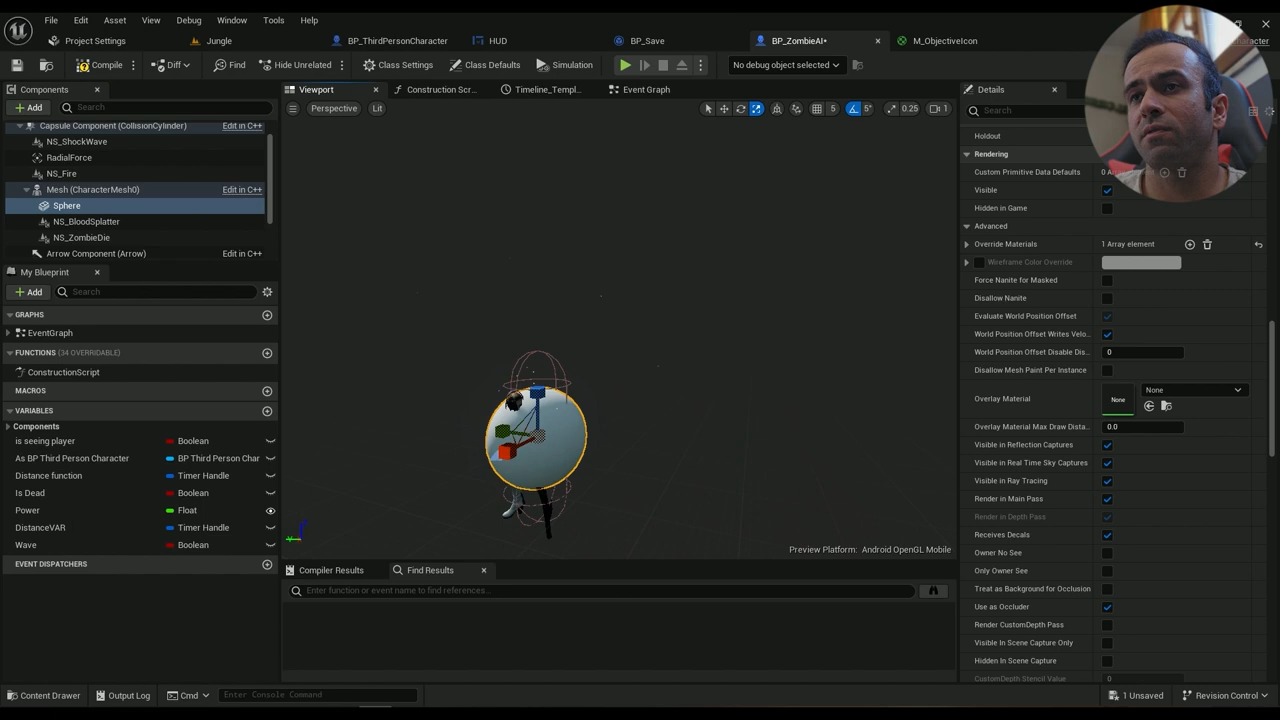 File Edit Asset View Window Debug Tools Help
Project Settings Jungle BP_ThirdPersonCharacter HUD BP_Save BP_ZombieAI• M_ObjectiveIcon
Compile Diff Find Hide Unrelated Class Settings Class Defaults Simulation No debug object selected
Components
Add Search
Capsule Component (CollisionCylinder) Edit in C++
NS_ShockWave
RadialForce
NS_Fire
Mesh (CharacterMesh0) Edit in C++
Sphere
NS_BloodSplatter
NS_ZombieDie
Arrow Component (Arrow) Edit in C++
My Blueprint
Add Search
GRAPHS
EventGraph
FUNCTIONS (34 OVERRIDABLE)
ConstructionScript
MACROS
VARIABLES
Components
is seeing player Boolean
As BP Third Person Character BP Third Person Char
Distance function Timer Handle
Is Dead Boolean
Power Float
DistanceVAR Timer Handle
Wave Boolean
EVENT DISPATCHERS
Viewport Construction Scr... Timeline_Templ... Event Graph
Perspective Lit 5 5° 0.25 1
Preview Platform: Android OpenGL Mobile
Compiler Results Find Results
Enter function or event name to find references...
Details
Search
Holdout
Rendering
Custom Primitive Data Defaults
Visible
Hidden in Game
Advanced
Override Materials 1 Array element
Wireframe Color Override
Force Nanite for Masked
Disallow Nanite
Evaluate World Position Offset
World Position Offset Writes Velo...
World Position Offset Disable Dis... 0
Disallow Mesh Paint Per Instance
Overlay Material None None
Overlay Material Max Draw Dista... 0.0
Visible in Reflection Captures
Visible in Real Time Sky Captures
Visible in Ray Tracing
Render in Main Pass
Render in Depth Pass
Receives Decals
Owner No See
Only Owner See
Treat as Background for Occlusion
Use as Occluder
Render CustomDepth Pass
Visible In Scene Capture Only
Hidden In Scene Capture
CustomDepth Stencil Value 0
Content Drawer Output Log Cmd Enter Console Command 1 Unsaved Revision Control